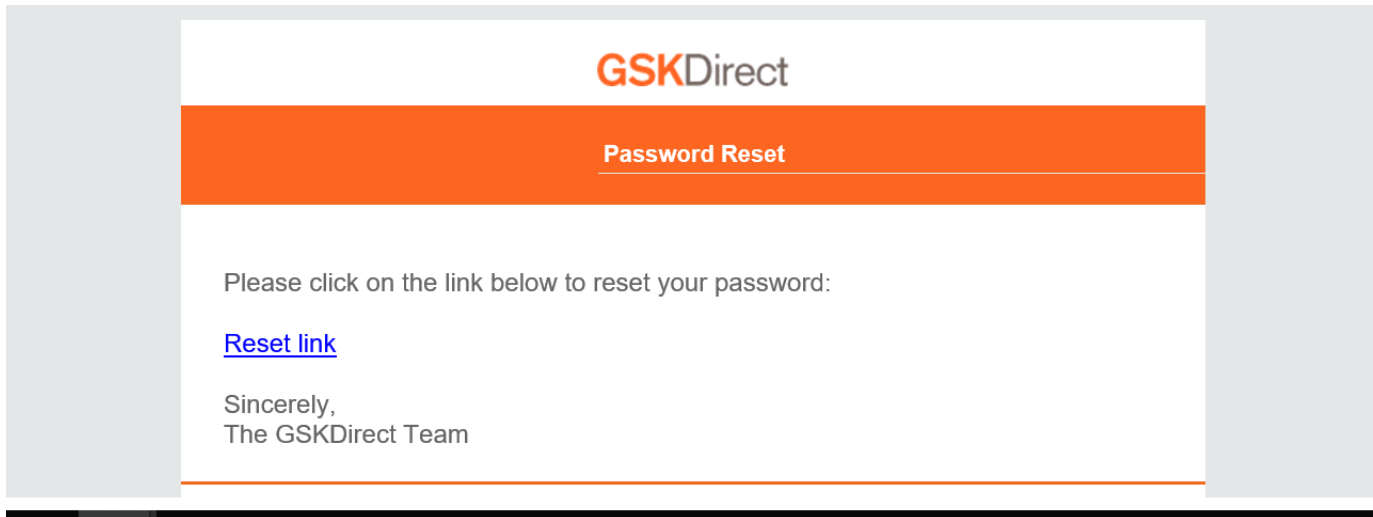 GSKDirect
Password Reset
Please click on the link below to reset your password:
Reset link
Sincerely,
The GSKDirect Team